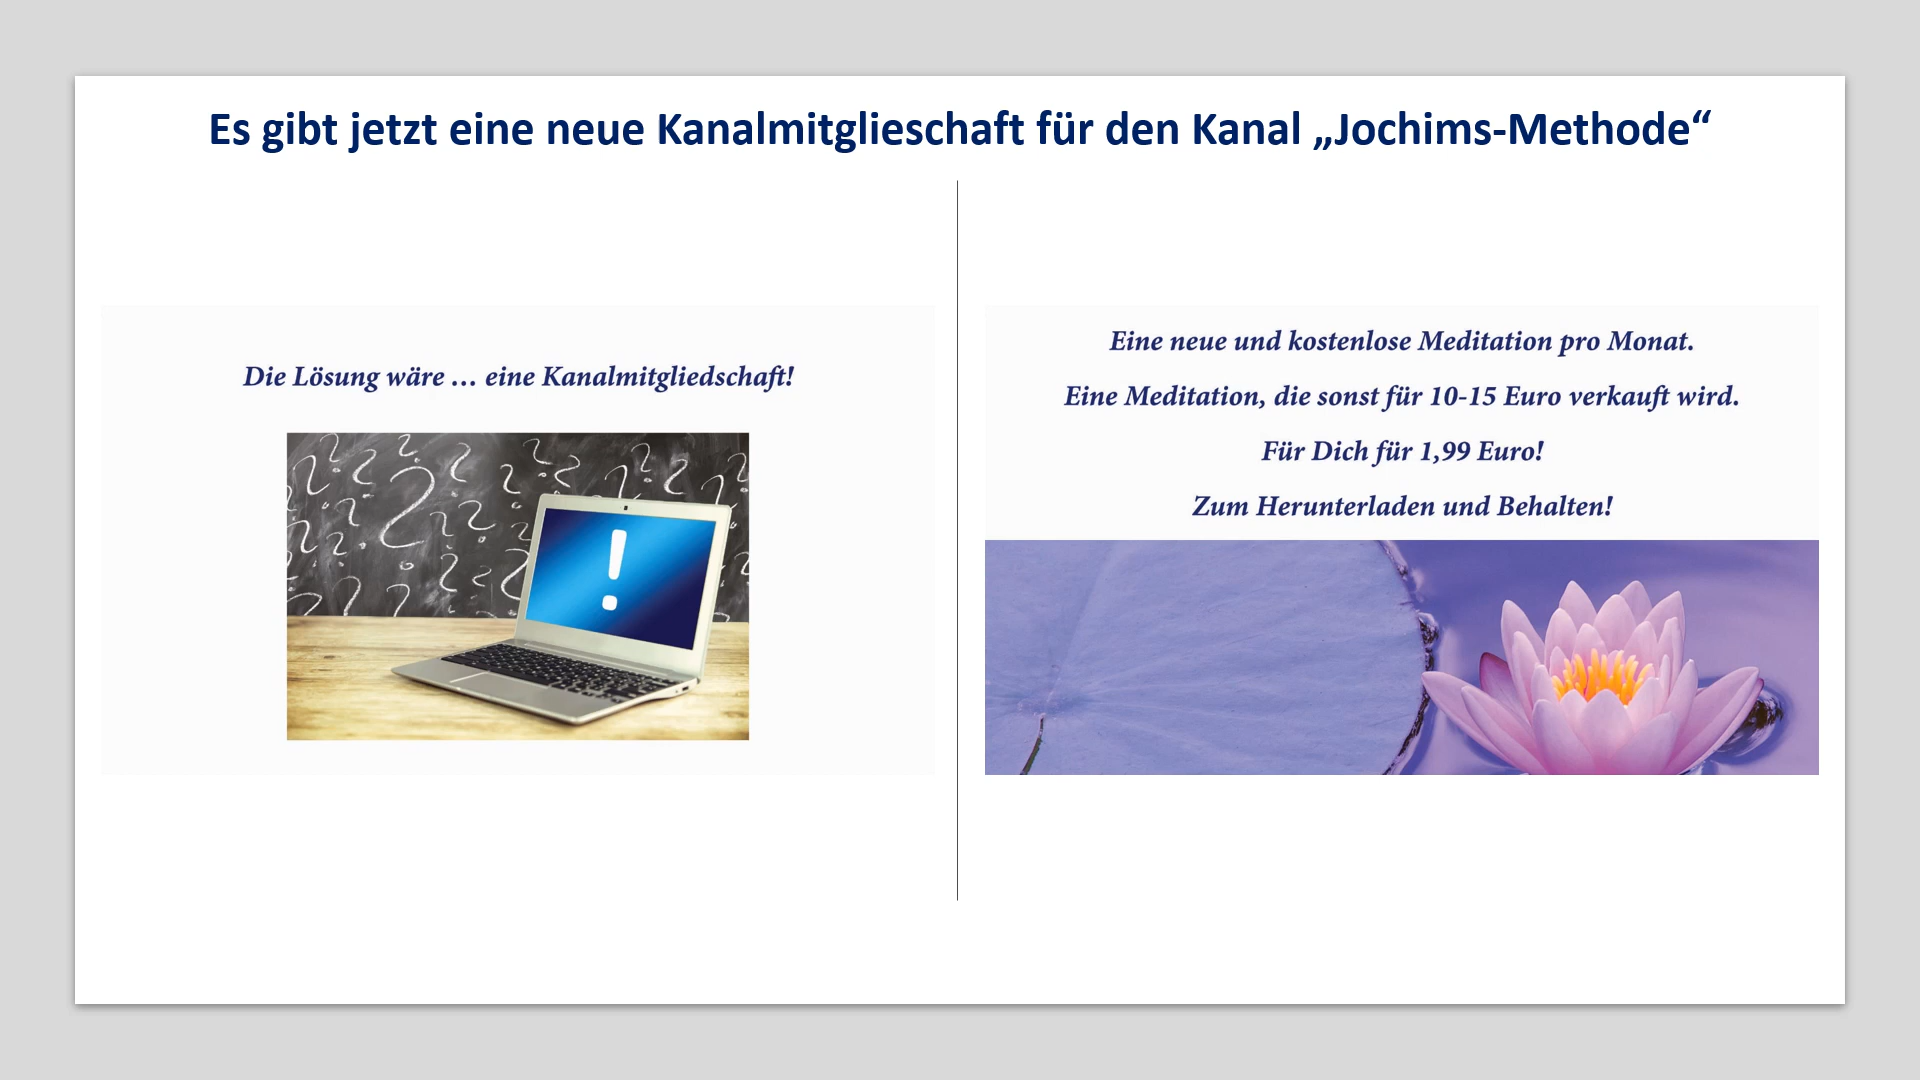 Es gibt jetzt eine neue Kanalmitglieschaft für den Kanal „Jochims-Methode“
Die Lösung wäre … eine Kanalmitgliedschaft!
Eine neue und kostenlose Meditation pro Monat.
Eine Meditation, die sonst für 10-15 Euro verkauft wird.
Für Dich für 1,99 Euro!
Zum Herunterladen und Behalten!